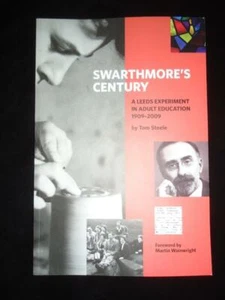 SWARTHMORE'S
CENTURY
A LEEDS EXPERIMENT
IN ADULT EDUCATION
1909-2009
by Tom Steele
Foreword by
Martin Wainwright